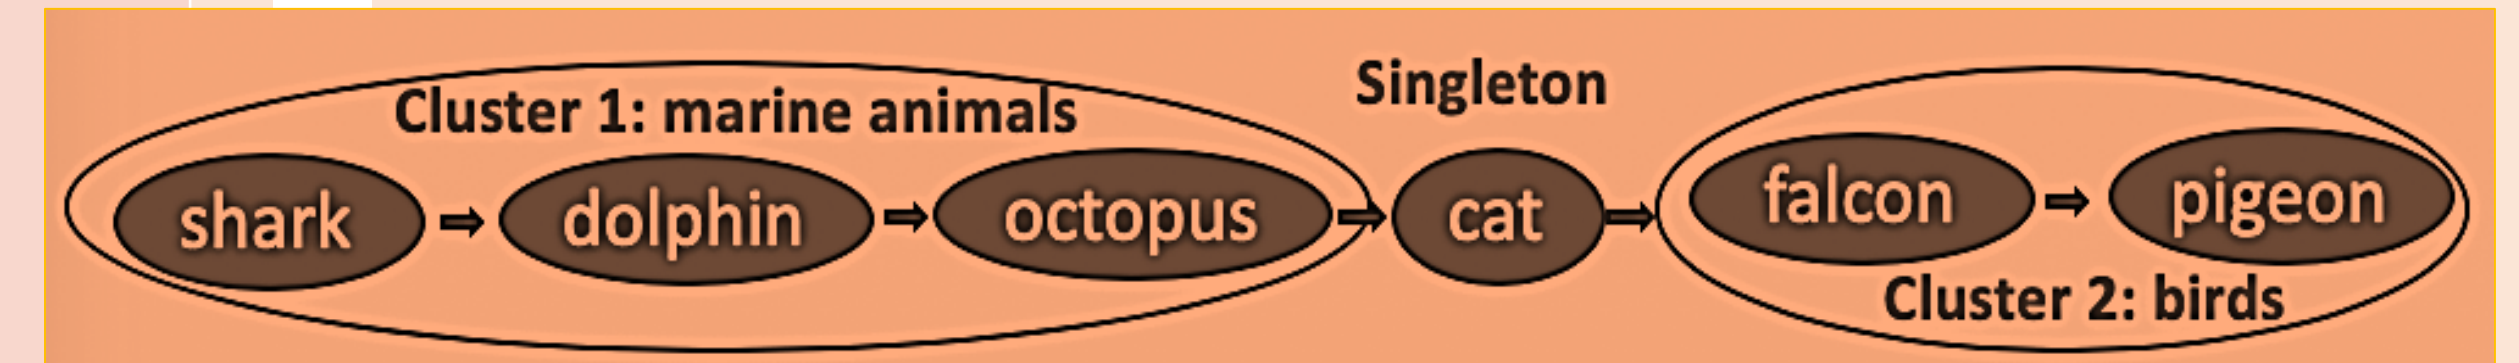 Cluster 1: marine animals
shark
dolphin
octopus
Singleton
cat
falcon
pigeon
Cluster 2: birds